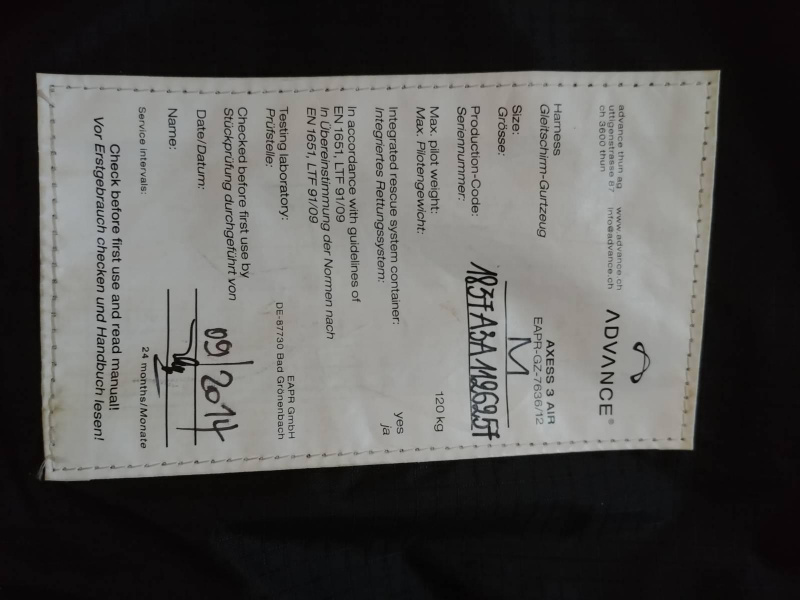 advance thun ag www.advance.ch
uttigenstrasse 87 info@advance.ch
ch 3600 thun
ADVANCE®
Harness AXESS 3 AIR
Gleitschirm-Gurtzeug EAPR-GZ-7636/12
Size: M
Grösse:
Production-Code:
Seriennummer:
Max. pilot weight: 120 kg
Max. Pilotengewicht:
Integrated rescue system container: yes
Integriertes Rettungssystem: ja
In accordance with guidelines of
EN 1651, LTF 91/09
In Übereinstimmung der Normen nach
EN 1651, LTF 91/09
Testing laboratory: EAPR GmbH
Prüfstelle: DE-87730 Bad Grönenbach
Checked before first use by
Stückprüfung durchgeführt von
Date/Datum: 09/2014
Name:
Service intervals: 24 months/Monate
Check before first use and read manual!
Vor Erstgebrauch checken und Handbuch lesen!